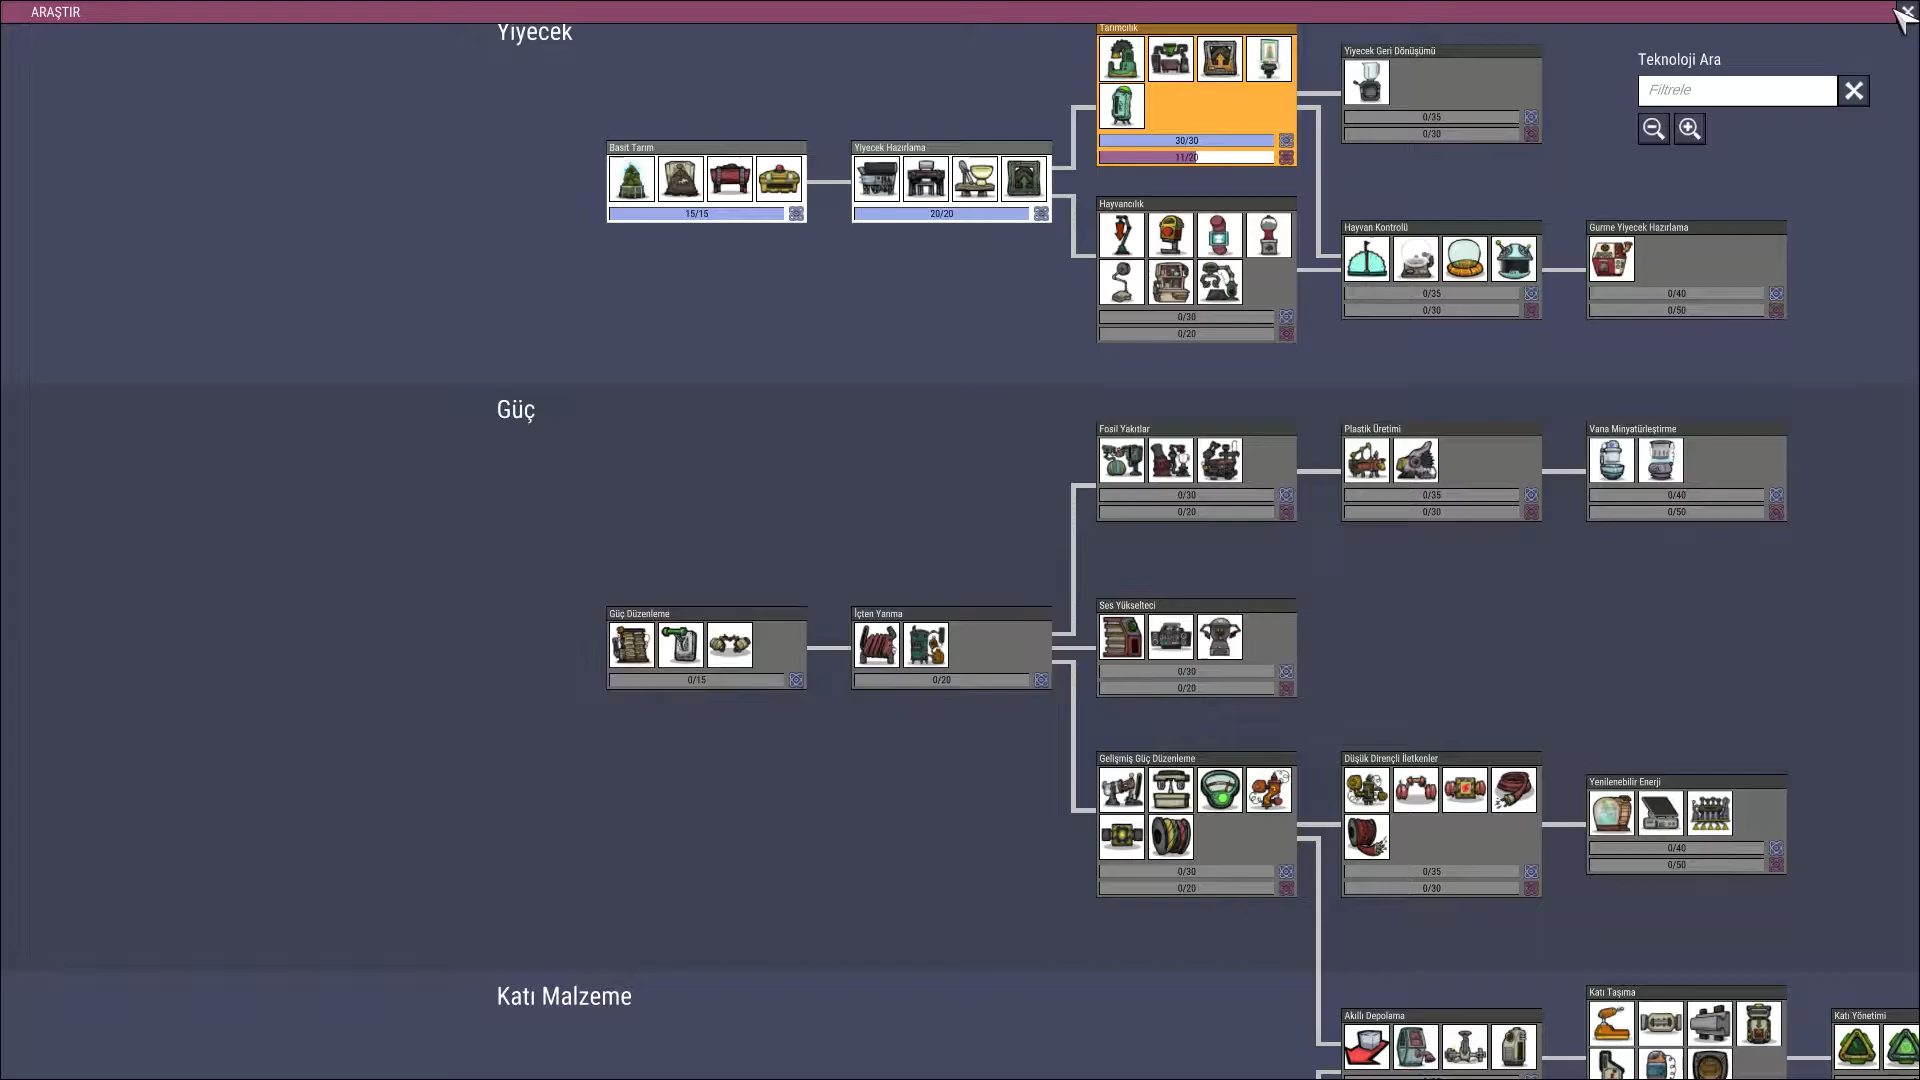 ARAŞTIR
Yiyecek
Tarımcılık
30/30
11/20
Yiyecek Geri Dönüşümü
0/35
0/30
Teknoloji Ara
Filtrele
Basit Tarım
15/15
Yiyecek Hazırlama
20/20
Hayvancılık
0/30
0/20
Hayvan Kontrolü
0/35
0/30
Gurme Yiyecek Hazırlama
0/40
0/50
Güç
Fosil Yakıtlar
0/30
0/20
Plastik Üretimi
0/35
0/30
Vana Minyatürleştirme
0/40
0/50
Güç Düzenleme
0/15
İçten Yanma
0/20
Ses Yükselteci
0/30
0/20
Gelişmiş Güç Düzenleme
0/30
0/20
Düşük Dirençli İletkenler
0/35
0/30
Yenilenebilir Enerji
0/40
0/50
Katı Malzeme
Akıllı Depolama
Katı Taşıma
Katı Yönetimi